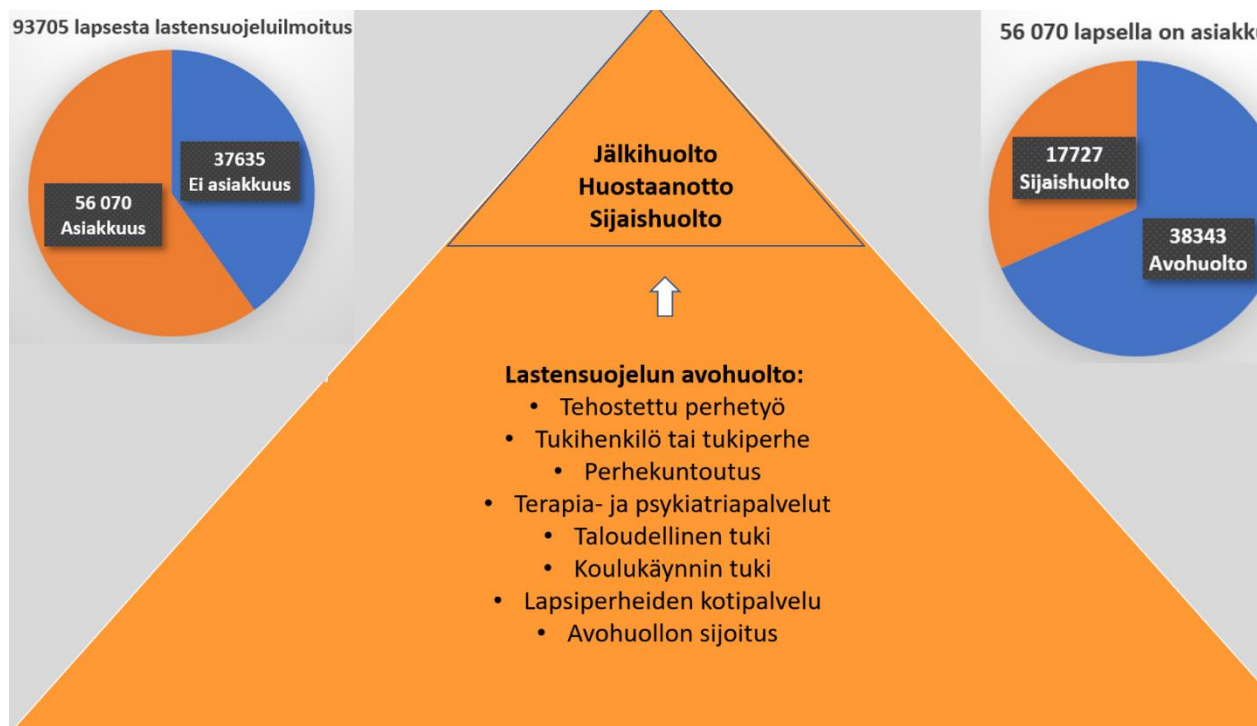 93705 lapsesta lastensuojeluilmoitus
37635
Ei asiakkuus
56 070
Asiakkuus
Jälkihuolto
Huostaanotto
Sijaishuolto
56 070 lapsella on asiakku
17727
Sijaishuolto
38343
Avohuolto
Lastensuojelun avohuolto:
• Tehostettu perhetyö
• Tukihenkilö tai tukiperhe
• Perhekuntoutus
• Terapia- ja psykiatriapalvelut
• Taloudellinen tuki
• Koulukäynnin tuki
• Lapsiperheiden kotipalvelu
• Avohuollon sijoitus